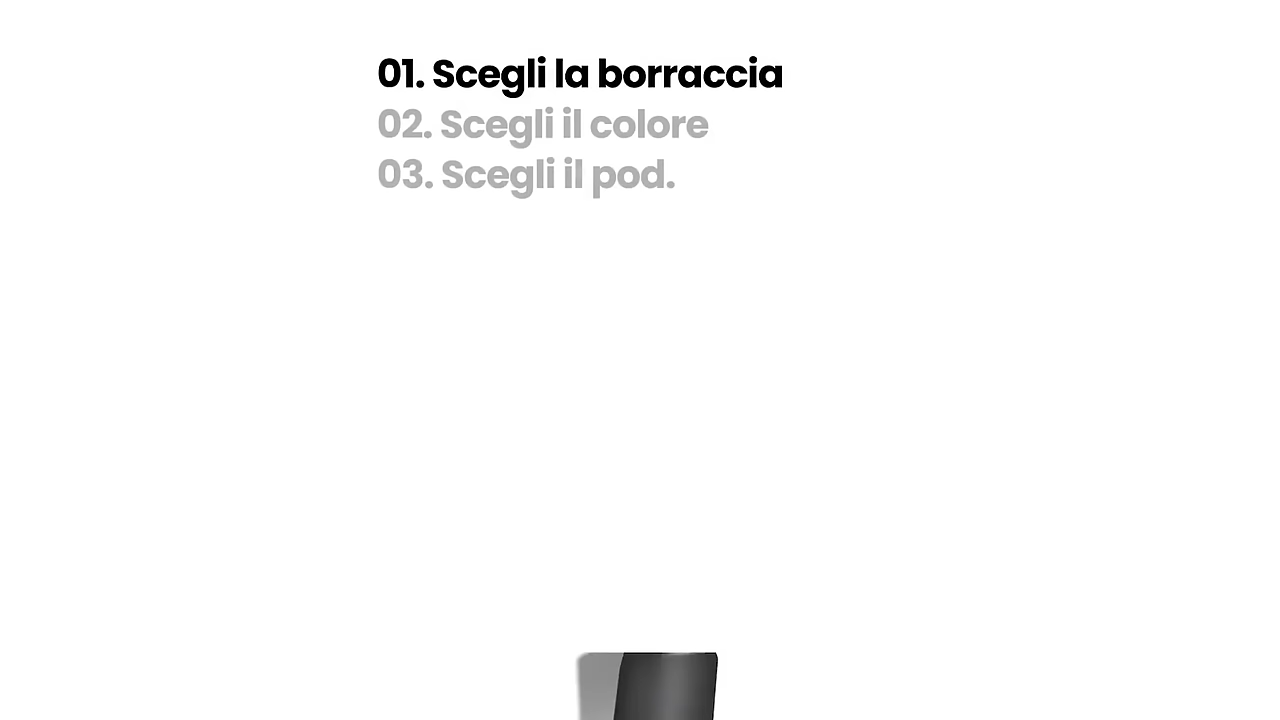 01. Scegli la borraccia
02. Scegli il colore
03. Scegli il pod.